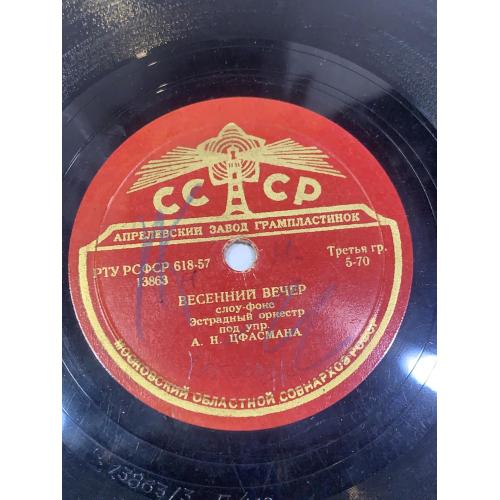 СССР
АПРЕЛЕВСКИЙ ЗАВОД ГРАМПЛАСТИНОК
РТУ РСФСР 618-57
13863
Третья гр.
5-70
ВЕСЕННИЙ ВЕЧЕР
слоу-фокс
Эстрадный оркестр
под упр.
А. Н. ЦФАСМАНА
МОСКОВСКИЙ ОБЛАСТНОЙ СОВНАРХОЗ РСФСР